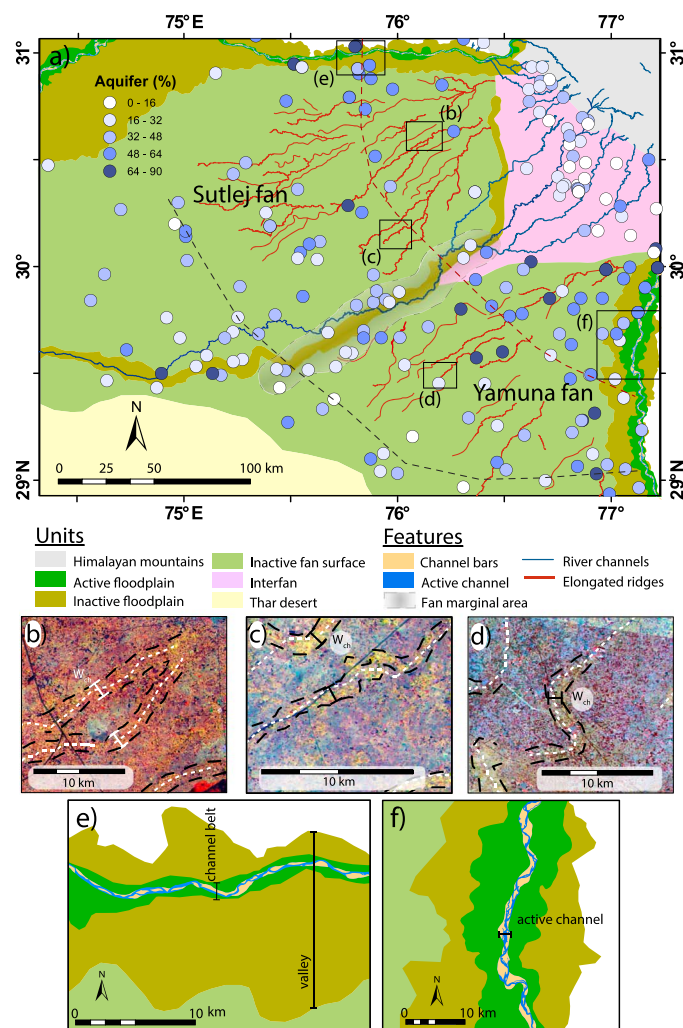 75°E
76°
77°
31°
31°
a)
Aquifer (%)
0 - 16
16 - 32
32 - 48
48 - 64
64 - 90
(e)
(b)
Sutlej fan
(c)
30°
30°
(f)
(d)
Yamuna fan
N
0 25 50 100 km
29°N
29°N
75°E
76°
77°
Units
Features
Himalayan mountains
Inactive fan surface
Channel bars
River channels
Active floodplain
Interfan
Active channel
Elongated ridges
Inactive floodplain
Thar desert
Fan marginal area
b)
Wch
10 km
c)
Wch
10 km
d)
Wch
10 km
e)
channel belt
valley
N
0 10 km
f)
active channel
N
0 10 km